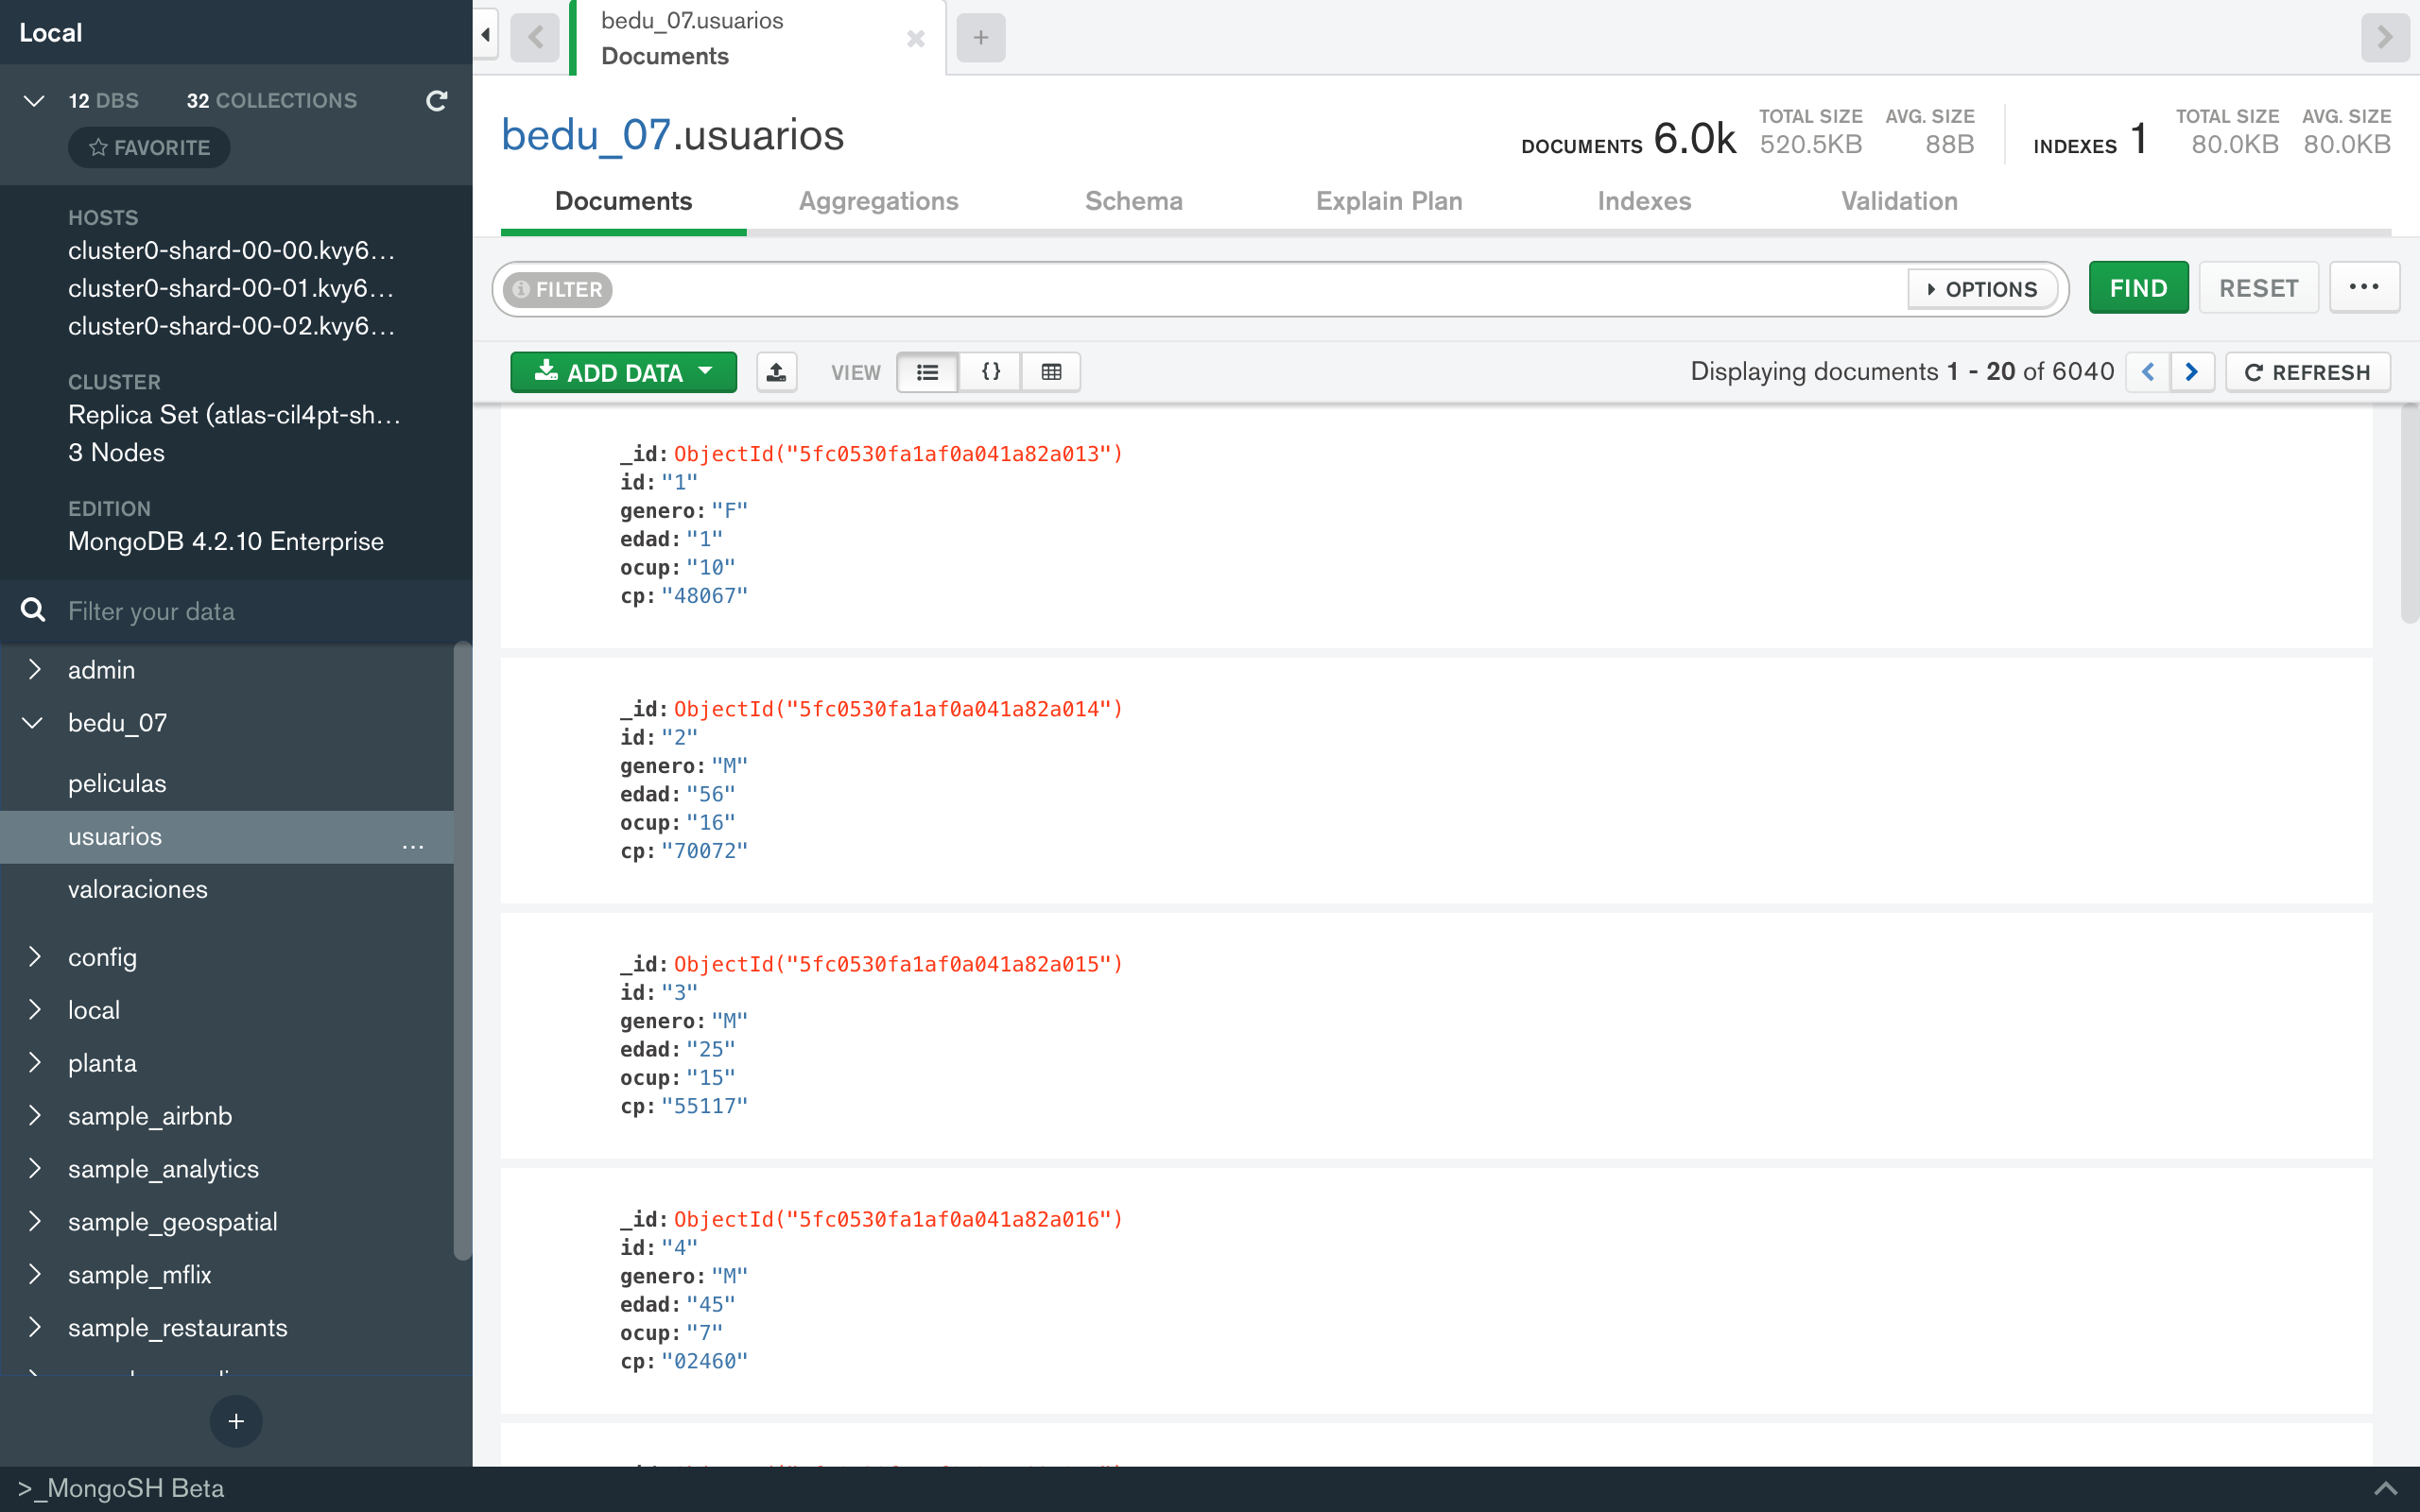 Local
12 DBS 32 COLLECTIONS
FAVORITE
HOSTS
cluster0-shard-00-00.kvy6...
cluster0-shard-00-01.kvy6...
cluster0-shard-00-02.kvy6...
CLUSTER
Replica Set (atlas-cil4pt-sh...
3 Nodes
EDITION
MongoDB 4.2.10 Enterprise
Filter your data
admin
bedu_07
peliculas
usuarios ...
valoraciones
config
local
planta
sample_airbnb
sample_analytics
sample_geospatial
sample_mflix
sample_restaurants
>_MongoSH Beta
bedu_07.usuarios
Documents
bedu_07.usuarios
DOCUMENTS 6.0k TOTAL SIZE 520.5KB AVG. SIZE 88B
INDEXES 1 TOTAL SIZE 80.0KB AVG. SIZE 80.0KB
Documents Aggregations Schema Explain Plan Indexes Validation
FILTER OPTIONS FIND RESET ...
ADD DATA VIEW {} Displaying documents 1 - 20 of 6040 REFRESH
_id: ObjectId("5fc0530fa1af0a041a82a013")
id: "1"
genero: "F"
edad: "1"
ocup: "10"
cp: "48067"
_id: ObjectId("5fc0530fa1af0a041a82a014")
id: "2"
genero: "M"
edad: "56"
ocup: "16"
cp: "70072"
_id: ObjectId("5fc0530fa1af0a041a82a015")
id: "3"
genero: "M"
edad: "25"
ocup: "15"
cp: "55117"
_id: ObjectId("5fc0530fa1af0a041a82a016")
id: "4"
genero: "M"
edad: "45"
ocup: "7"
cp: "02460"